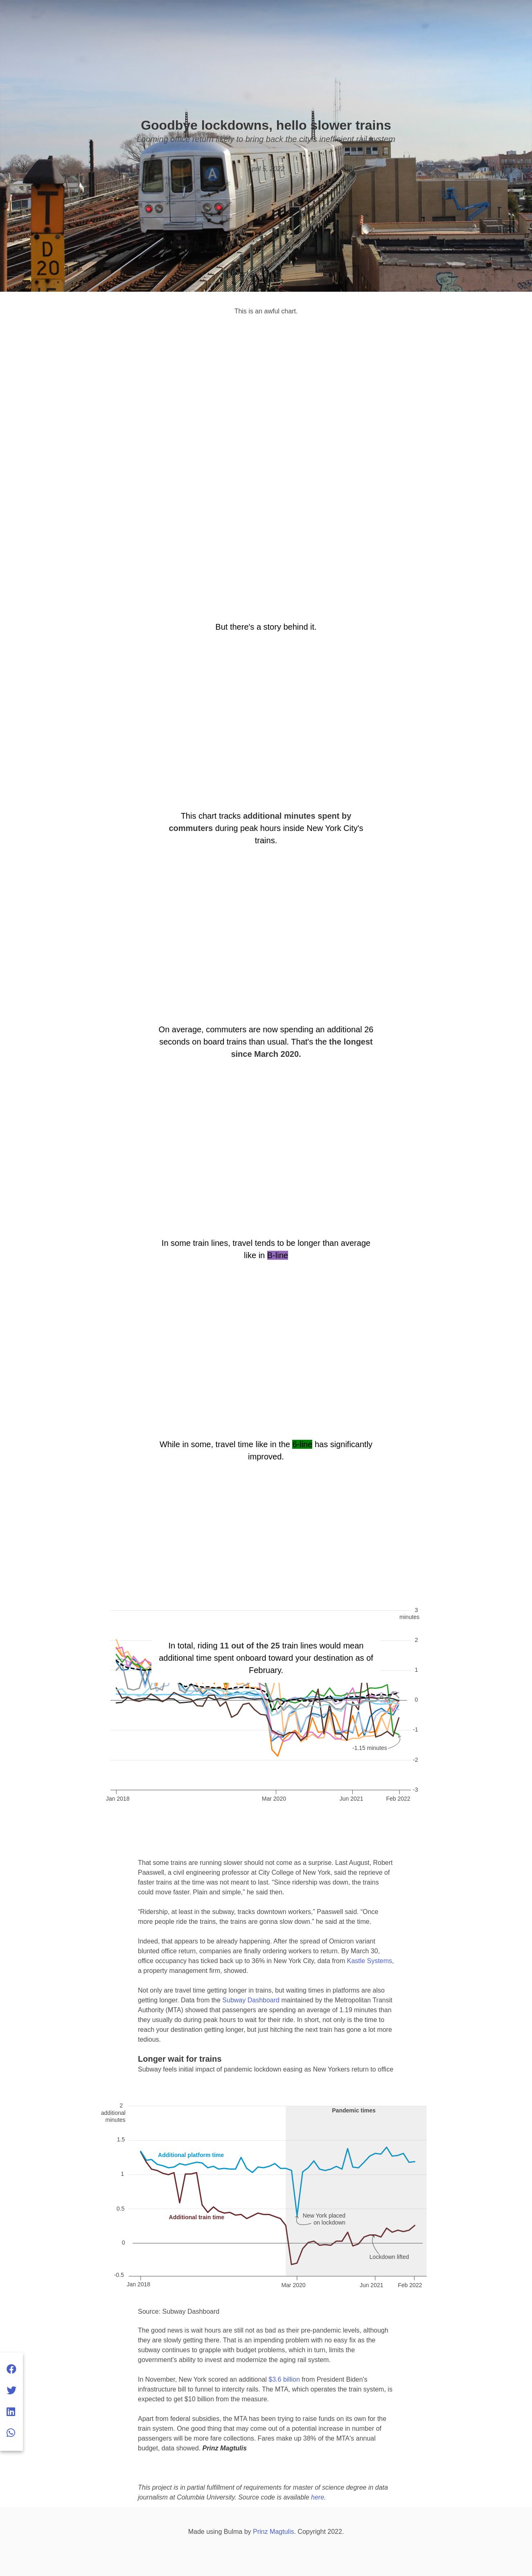 Goodbye lockdowns, hello slower trains
Looming office return likely to bring back the city's inefficient rail system
A
T
D
20
This is an awful chart.
But there's a story behind it.
This chart tracks additional minutes spent by
commuters during peak hours inside New York City's
trains.
On average, commuters are now spending an additional 26
seconds on board trains than usual. That's the the longest
since March 2020.
In some train lines, travel tends to be longer than average
like in B-line
While in some, travel time like in the 6-line has significantly
improved.
3
minutes
2
In total, riding 11 out of the 25 train lines would mean
additional time spent onboard toward your destination as of
February.
1
0
-1
-1.15 minutes
-2
-3
Jan 2018
Mar 2020
Jun 2021
Feb 2022
That some trains are running slower should not come as a surprise. Last August, Robert
Paaswell, a civil engineering professor at City College of New York, said the reprieve of
faster trains at the time was not meant to last. “Since ridership was down, the trains
could move faster. Plain and simple,” he said then.
“Ridership, at least in the subway, tracks downtown workers,” Paaswell said. “Once
more people ride the trains, the trains are gonna slow down.” he said at the time.
Indeed, that appears to be already happening. After the spread of Omicron variant
blunted office return, companies are finally ordering workers to return. By March 30,
office occupancy has ticked back up to 36% in New York City, data from Kastle Systems,
a property management firm, showed.
Not only are travel time getting longer in trains, but waiting times in platforms are also
getting longer. Data from the Subway Dashboard maintained by the Metropolitan Transit
Authority (MTA) showed that passengers are spending an average of 1.19 minutes than
they usually do during peak hours to wait for their ride. In short, not only is the time to
reach your destination getting longer, but just hitching the next train has gone a lot more
tedious.
Longer wait for trains
Subway feels initial impact of pandemic lockdown easing as New Yorkers return to office
2
additional
minutes
Pandemic times
1.5
Additional platform time
1
0.5
Additional train time
New York placed
on lockdown
0
Lockdown lifted
-0.5
Jan 2018
Mar 2020
Jun 2021
Feb 2022
Source: Subway Dashboard
The good news is wait hours are still not as bad as their pre-pandemic levels, although
they are slowly getting there. That is an impending problem with no easy fix as the
subway continues to grapple with budget problems, which in turn, limits the
government's ability to invest and modernize the aging rail system.
In November, New York scored an additional $3.6 billion from President Biden's
infrastructure bill to funnel to intercity rails. The MTA, which operates the train system, is
expected to get $10 billion from the measure.
Apart from federal subsidies, the MTA has been trying to raise funds on its own for the
train system. One good thing that may come out of a potential increase in number of
passengers will be more fare collections. Fares make up 38% of the MTA's annual
budget, data showed. Prinz Magtulis
This project is in partial fulfillment of requirements for master of science degree in data
journalism at Columbia University. Source code is available here.
Made using Bulma by Prinz Magtulis. Copyright 2022.